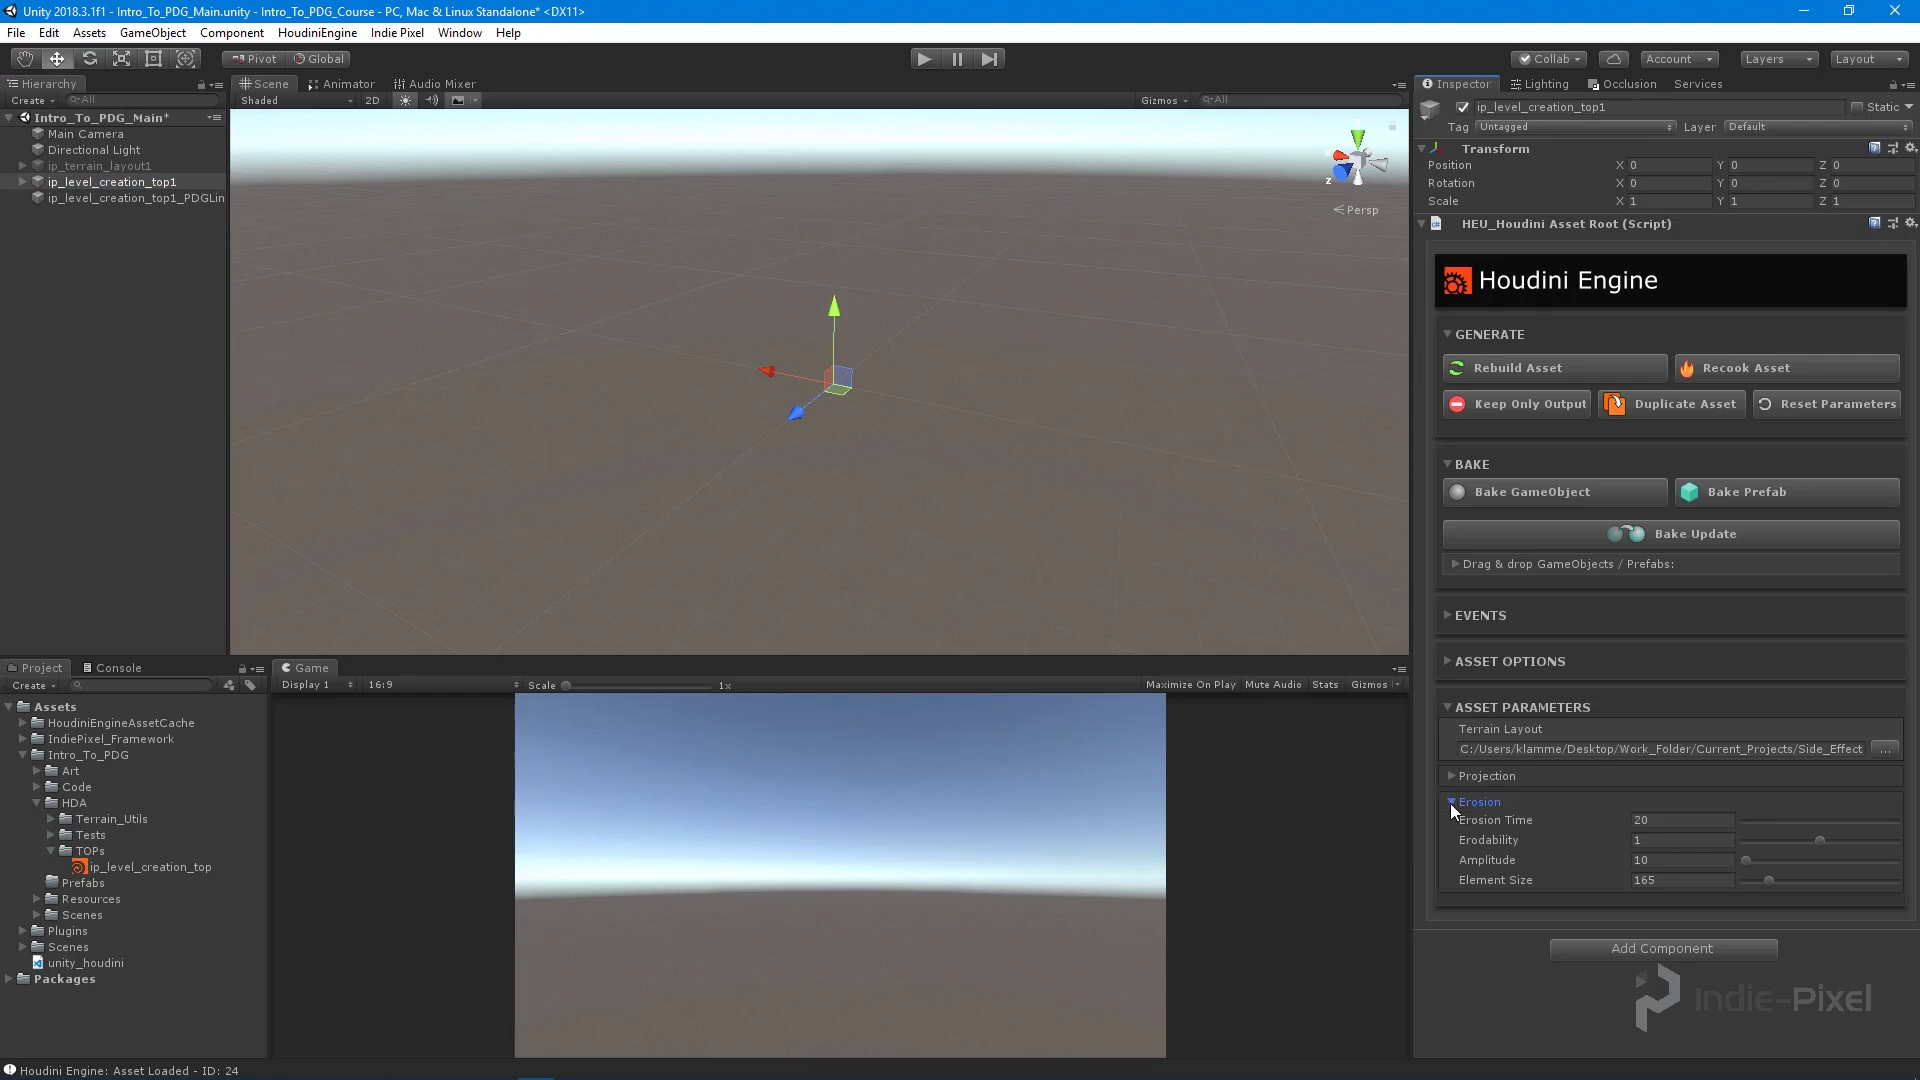 Unity 2018.3.1f1 - Intro_To_PDG_Main.unity - Intro_To_PDG_Course - PC, Mac & Linux Standalone* <DX11>
File Edit Assets GameObject Component HoudiniEngine Indie Pixel Window Help
Pivot Global Collab Account Layers Layout
Hierarchy
Create All
Intro_To_PDG_Main*
Main Camera
Directional Light
ip_terrain_layout1
ip_level_creation_top1
ip_level_creation_top1_PDGLin
Scene Animator Audio Mixer
Shaded 2D Gizmos All
z
Persp
Inspector Lighting Occlusion Services
ip_level_creation_top1 Static
Tag Untagged Layer Default
Transform
Position X 0 Y 0 Z 0
Rotation X 0 Y 0 Z 0
Scale X 1 Y 1 Z 1
HEU_Houdini Asset Root (Script)
Houdini Engine
GENERATE
Rebuild Asset Recook Asset
Keep Only Output Duplicate Asset Reset Parameters
BAKE
Bake GameObject Bake Prefab
Bake Update
Drag & drop GameObjects / Prefabs:
EVENTS
ASSET OPTIONS
ASSET PARAMETERS
Terrain Layout
C:/Users/klamme/Desktop/Work_Folder/Current_Projects/Side_Effect ...
Projection
Erosion
Erosion Time 20
Erodability 1
Amplitude 10
Element Size 165
Add Component
Indie-Pixel
Project Console
Create
Assets
HoudiniEngineAssetCache
IndiePixel_Framework
Intro_To_PDG
Art
Code
HDA
Terrain_Utils
Tests
TOPs
ip_level_creation_top
Prefabs
Resources
Scenes
Plugins
Scenes
unity_houdini
Packages
Game
Display 1 16:9 Scale 1x Maximize On Play Mute Audio Stats Gizmos
Houdini Engine: Asset Loaded - ID: 24